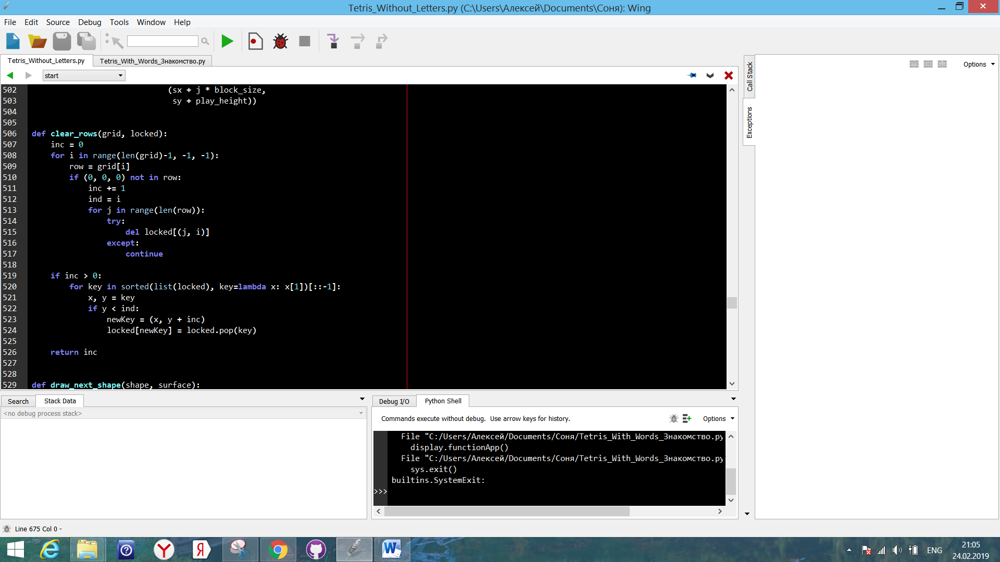 Tetris_Without_Letters.py (C:\Users\Алексей\Documents\Соня): Wing
File Edit Source Debug Tools Window Help
Tetris_Without_Letters.py Tetris_With_Words_Знакомство.py
start
502 (sx + j * block_size,
503 sy + play_height))
504
505
506 def clear_rows(grid, locked):
507 inc = 0
508 for i in range(len(grid)-1, -1, -1):
509 row = grid[i]
510 if (0, 0, 0) not in row:
511 inc += 1
512 ind = i
513 for j in range(len(row)):
514 try:
515 del locked[(j, i)]
516 except:
517 continue
518
519 if inc > 0:
520 for key in sorted(list(locked), key=lambda x: x[1])[::-1]:
521 x, y = key
522 if y < ind:
523 newKey = (x, y + inc)
524 locked[newKey] = locked.pop(key)
525
526 return inc
527
528
529 def draw_next_shape(shape, surface):
Call Stack
Exceptions
Options
Search Stack Data
<no debug process stack>
Debug I/O Python Shell
Commands execute without debug. Use arrow keys for history.
Options
File "C:/Users/Алексей/Documents/Соня/Tetris_With_Words_Знакомство.py
display.functionApp()
File "C:/Users/Алексей/Documents/Соня/Tetris_With_Words_Знакомство.py
sys.exit()
builtins.SystemExit:
>>>
Line 675 Col 0 -
ENG
21:05
24.02.2019